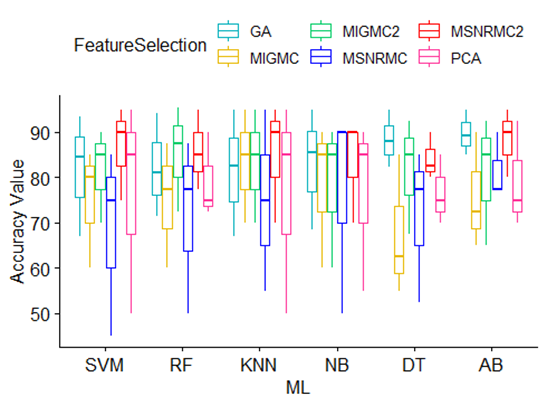 FeatureSelection
GA MIGMC2 MSNRMC2
MIGMC MSNRMC PCA
Accuracy Value
90
80
70
60
50
SVM RF KNN NB DT AB
ML